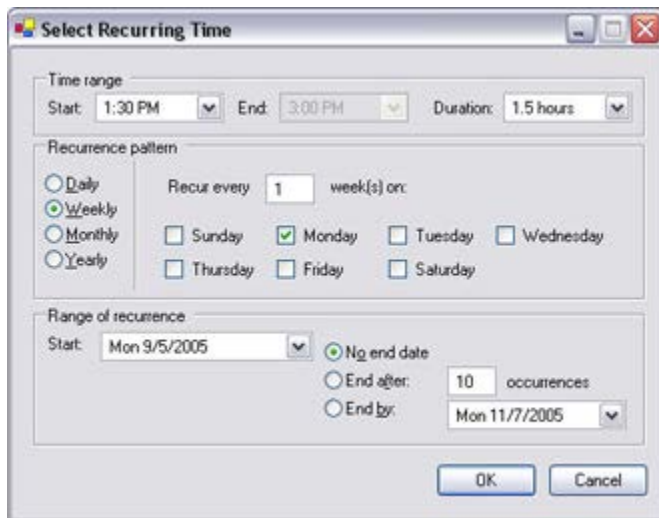 Select Recurring Time
Time range
Start: 1:30 PM End: 3:00 PM Duration: 1.5 hours
Recurrence pattern
Daily
Weekly
Monthly
Yearly
Recur every 1 week(s) on:
Sunday Monday Tuesday Wednesday
Thursday Friday Saturday
Range of recurrence
Start: Mon 9/5/2005
No end date
End after: 10 occurrences
End by: Mon 11/7/2005
OK Cancel